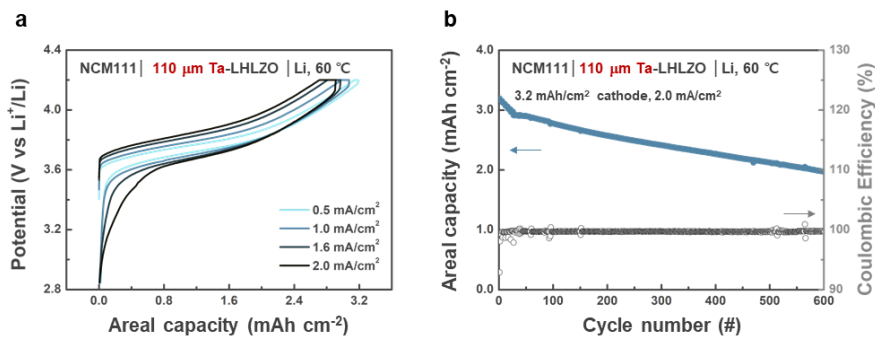 a
NCM111| 110 μm Ta-LHLZO |Li, 60 ℃
Potential (V vs Li⁺/Li)
4.4
4.0
3.6
3.2
2.8
0.5 mA/cm²
1.0 mA/cm²
1.6 mA/cm²
2.0 mA/cm²
0.0 0.8 1.6 2.4 3.2
Areal capacity (mAh cm⁻²)
b
NCM111| 110 μm Ta-LHLZO |Li, 60 ℃
3.2 mAh/cm² cathode, 2.0 mA/cm²
Areal capacity (mAh cm⁻²)
4.0
3.0
2.0
1.0
0.0
130
120
110
100
90
Coulombic Efficiency (%)
0 100 200 300 400 500 600
Cycle number (#)